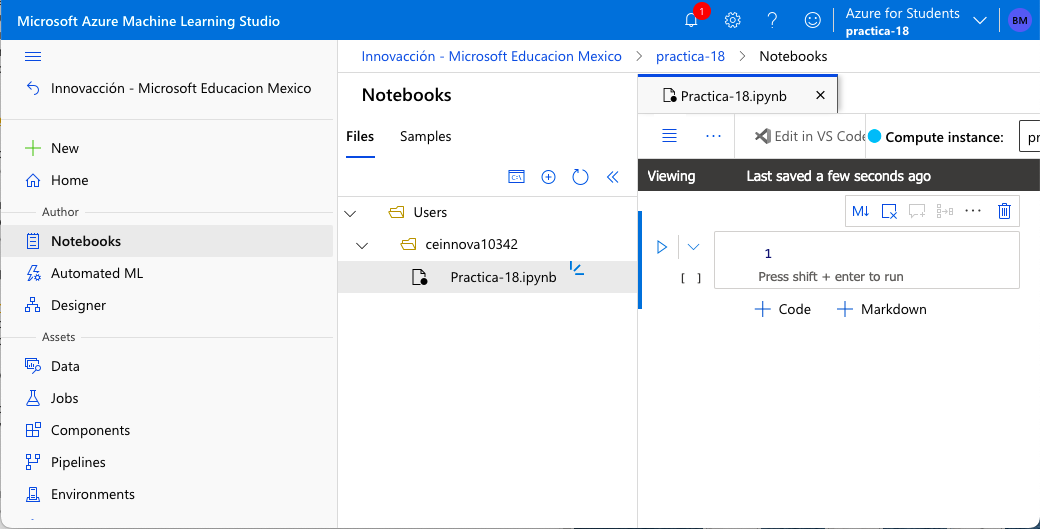 Microsoft Azure Machine Learning Studio
1
Azure for Students
practica-18
BM
Innovacción - Microsoft Educacion Mexico
New
Home
Author
Notebooks
Automated ML
Designer
Assets
Data
Jobs
Components
Pipelines
Environments
Innovacción - Microsoft Educacion Mexico > practica-18 > Notebooks
Notebooks
Files Samples
Users
ceinnova10342
Practica-18.ipynb
Practica-18.ipynb
Edit in VS Code
Compute instance: pr
Viewing Last saved a few seconds ago
M↓
1
Press shift + enter to run
[ ]
+ Code + Markdown